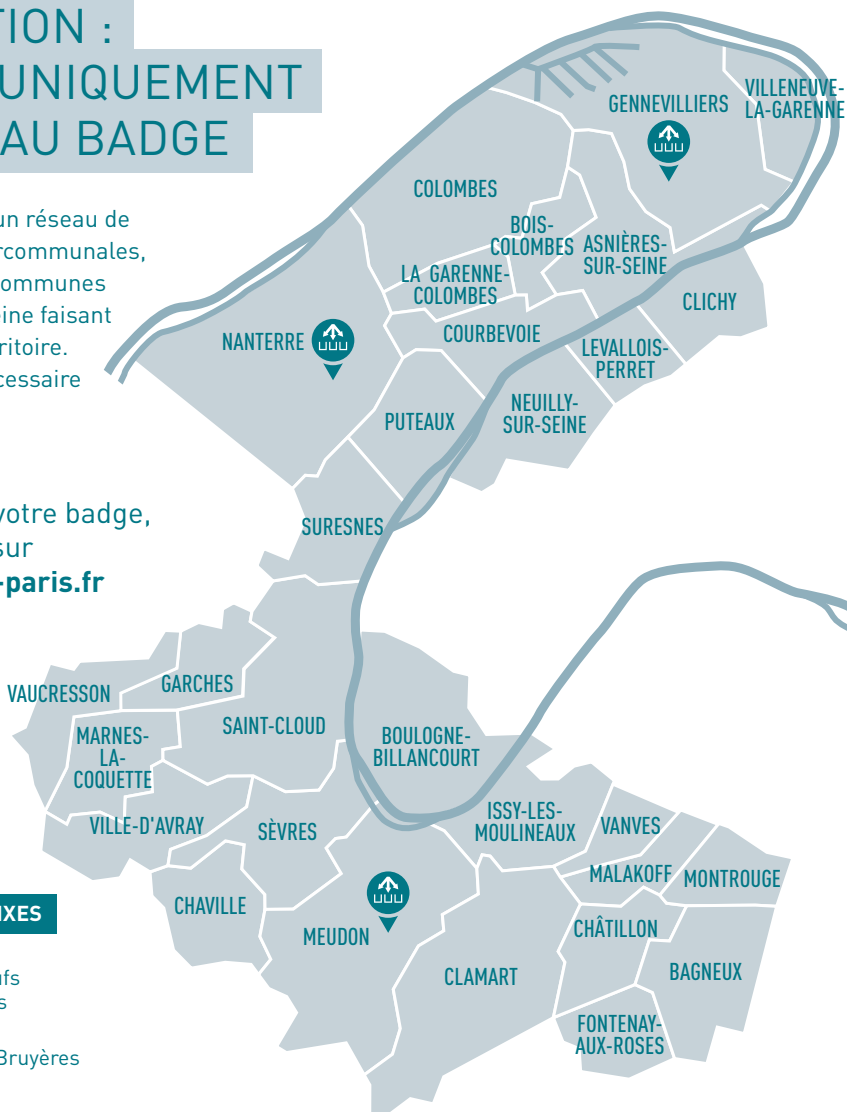 TION :
UNIQUEMENT
AU BADGE
un réseau de
rcommunales,
communes
eine faisant
ritoire.
cessaire
votre badge,
sur
-paris.fr
IXES
ufs
s
Bruyères
GENNEVILLIERS
VILLENEUVE-
LA-GARENNE
COLOMBES
BOIS-
COLOMBES
ASNIÈRES-
SUR-SEINE
LA GARENNE-
COLOMBES
CLICHY
NANTERRE
COURBEVOIE
LEVALLOIS-
PERRET
PUTEAUX
NEUILLY-
SUR-SEINE
SURESNES
VAUCRESSON
GARCHES
MARNES-
LA-
COQUETTE
SAINT-CLOUD
BOULOGNE-
BILLANCOURT
VILLE-D'AVRAY
SÈVRES
ISSY-LES-
MOULINEAUX
VANVES
MALAKOFF
MONTROUGE
CHAVILLE
MEUDON
CHÂTILLON
CLAMART
BAGNEUX
FONTENAY-
AUX-ROSES